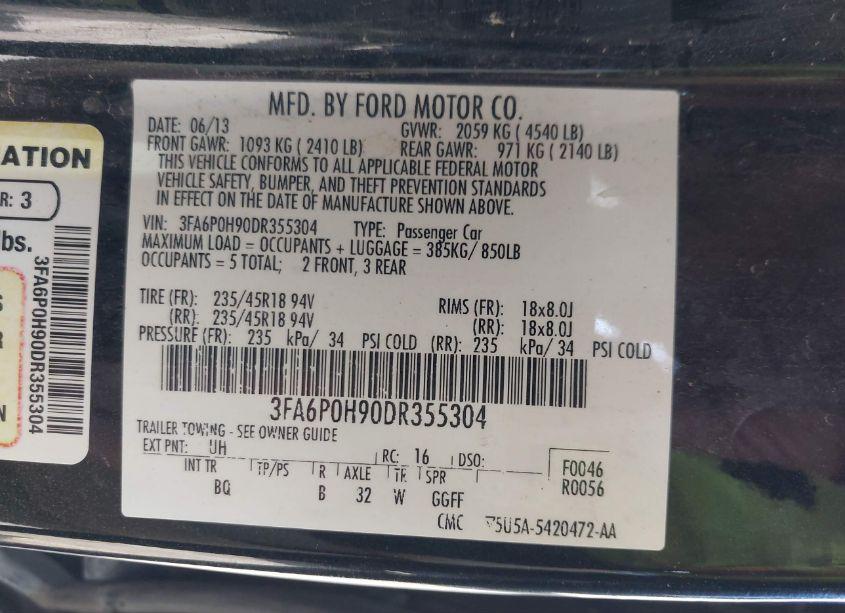 ATION
R: 3
lbs.
S
R
N
3FA6P0H90DR355304
MFD. BY FORD MOTOR CO.
DATE: 06/13 GVWR: 2059 KG ( 4540 LB)
FRONT GAWR: 1093 KG ( 2410 LB) REAR GAWR: 971 KG ( 2140 LB)
THIS VEHICLE CONFORMS TO ALL APPLICABLE FEDERAL MOTOR
VEHICLE SAFETY, BUMPER, AND THEFT PREVENTION STANDARDS
IN EFFECT ON THE DATE OF MANUFACTURE SHOWN ABOVE.
VIN: 3FA6P0H90DR355304 TYPE: Passenger Car
MAXIMUM LOAD = OCCUPANTS + LUGGAGE = 385KG/ 850LB
OCCUPANTS = 5 TOTAL; 2 FRONT, 3 REAR
TIRE (FR): 235/45R18 94V RIMS (FR): 18x8.0J
(RR): 235/45R18 94V (RR): 18x8.0J
PRESSURE (FR): 235 kPa/ 34 PSI COLD (RR): 235 kPa/ 34 PSI COLD
3FA6P0H90DR355304
TRAILER TOWING - SEE OWNER GUIDE
EXT PNT: UH RC: 16 DSO: F0046
INT TR TP/PS R AXLE TR SPR R0056
BQ B 32 W GGFF
CMC 5U5A-5420472-AA